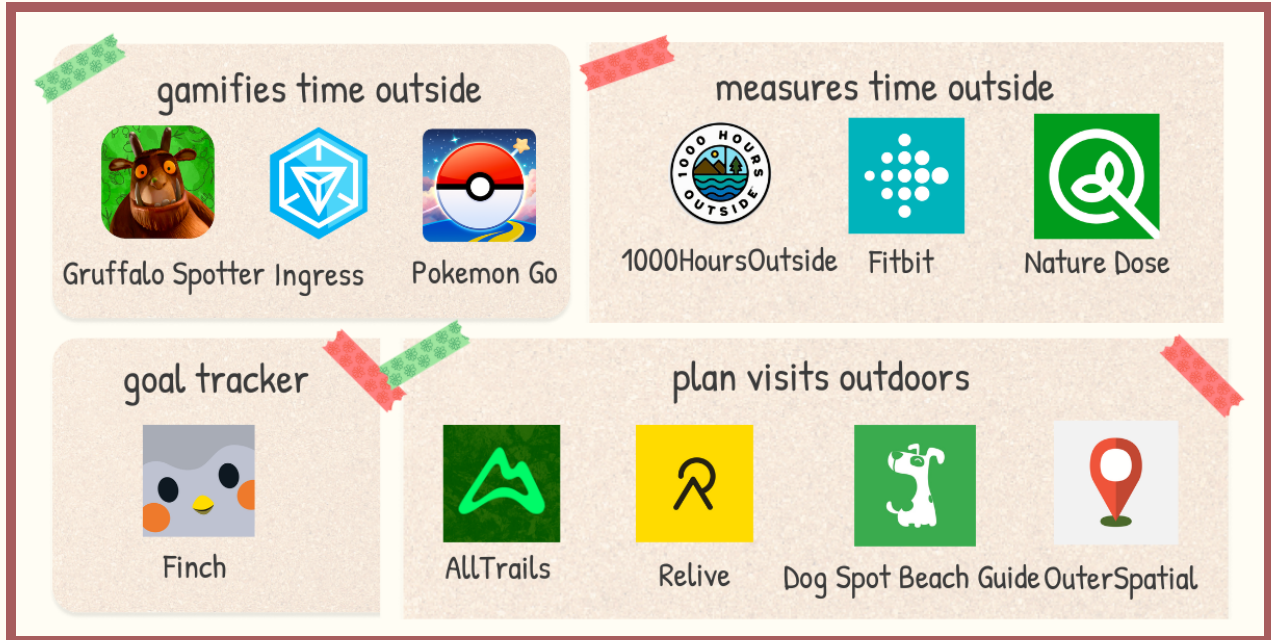 gamifies time outside
Gruffalo Spotter Ingress Pokemon Go
measures time outside
1000 HOURS OUTSIDE
1000HoursOutside Fitbit Nature Dose
goal tracker
Finch
plan visits outdoors
AllTrails Relive Dog Spot Beach Guide OuterSpatial